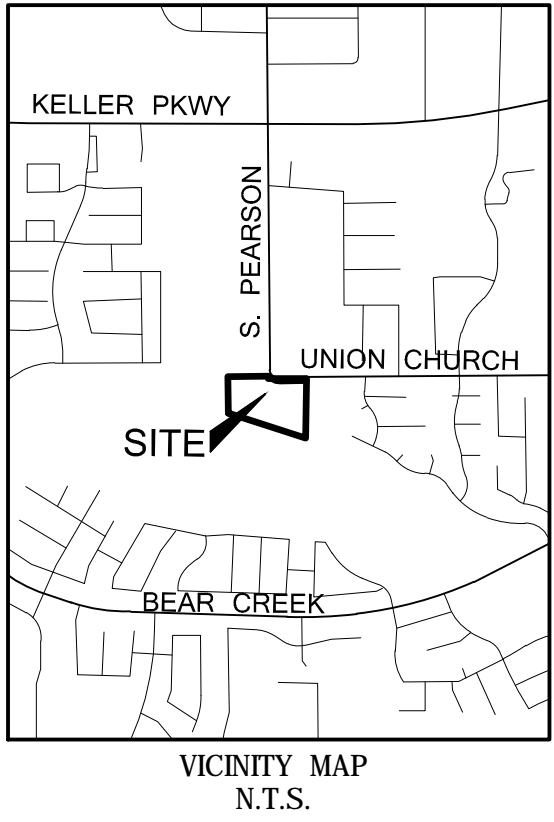 KELLER PKWY
S. PEARSON
UNION CHURCH
SITE
BEAR CREEK
VICINITY MAP
N.T.S.